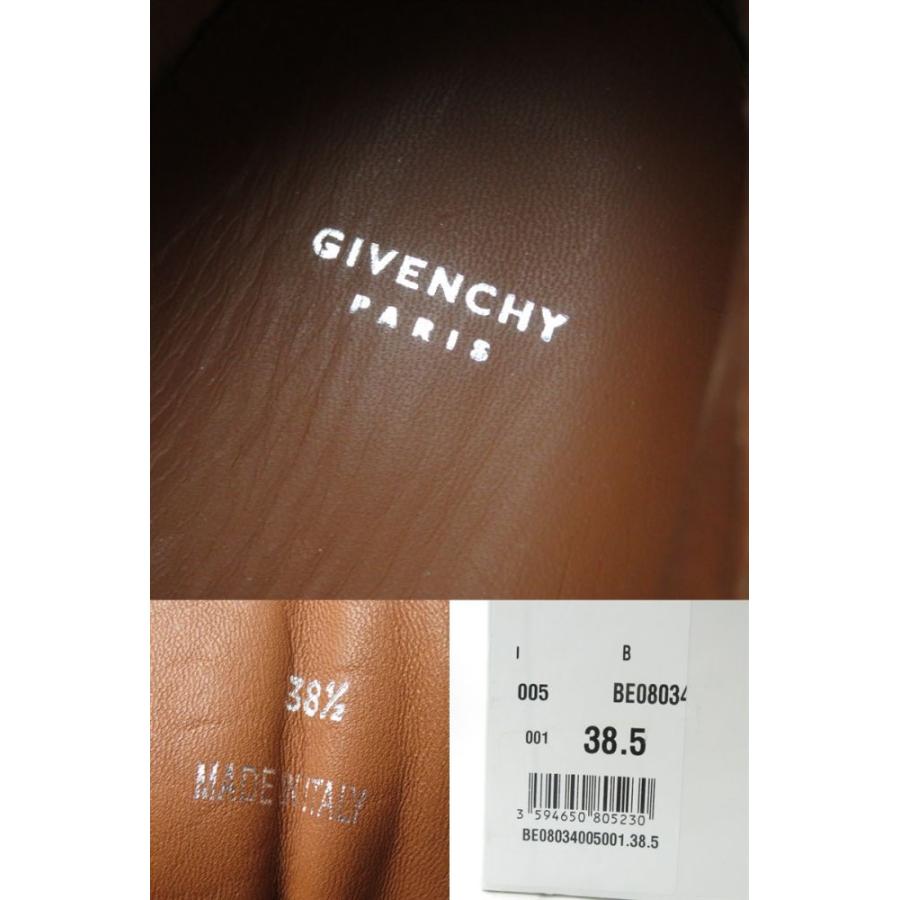 GIVENCHY
PARIS
38½
MADE IN ITALY
I B
005 BE08034
001 38.5
3 594650 805230
BE08034005001.38.5